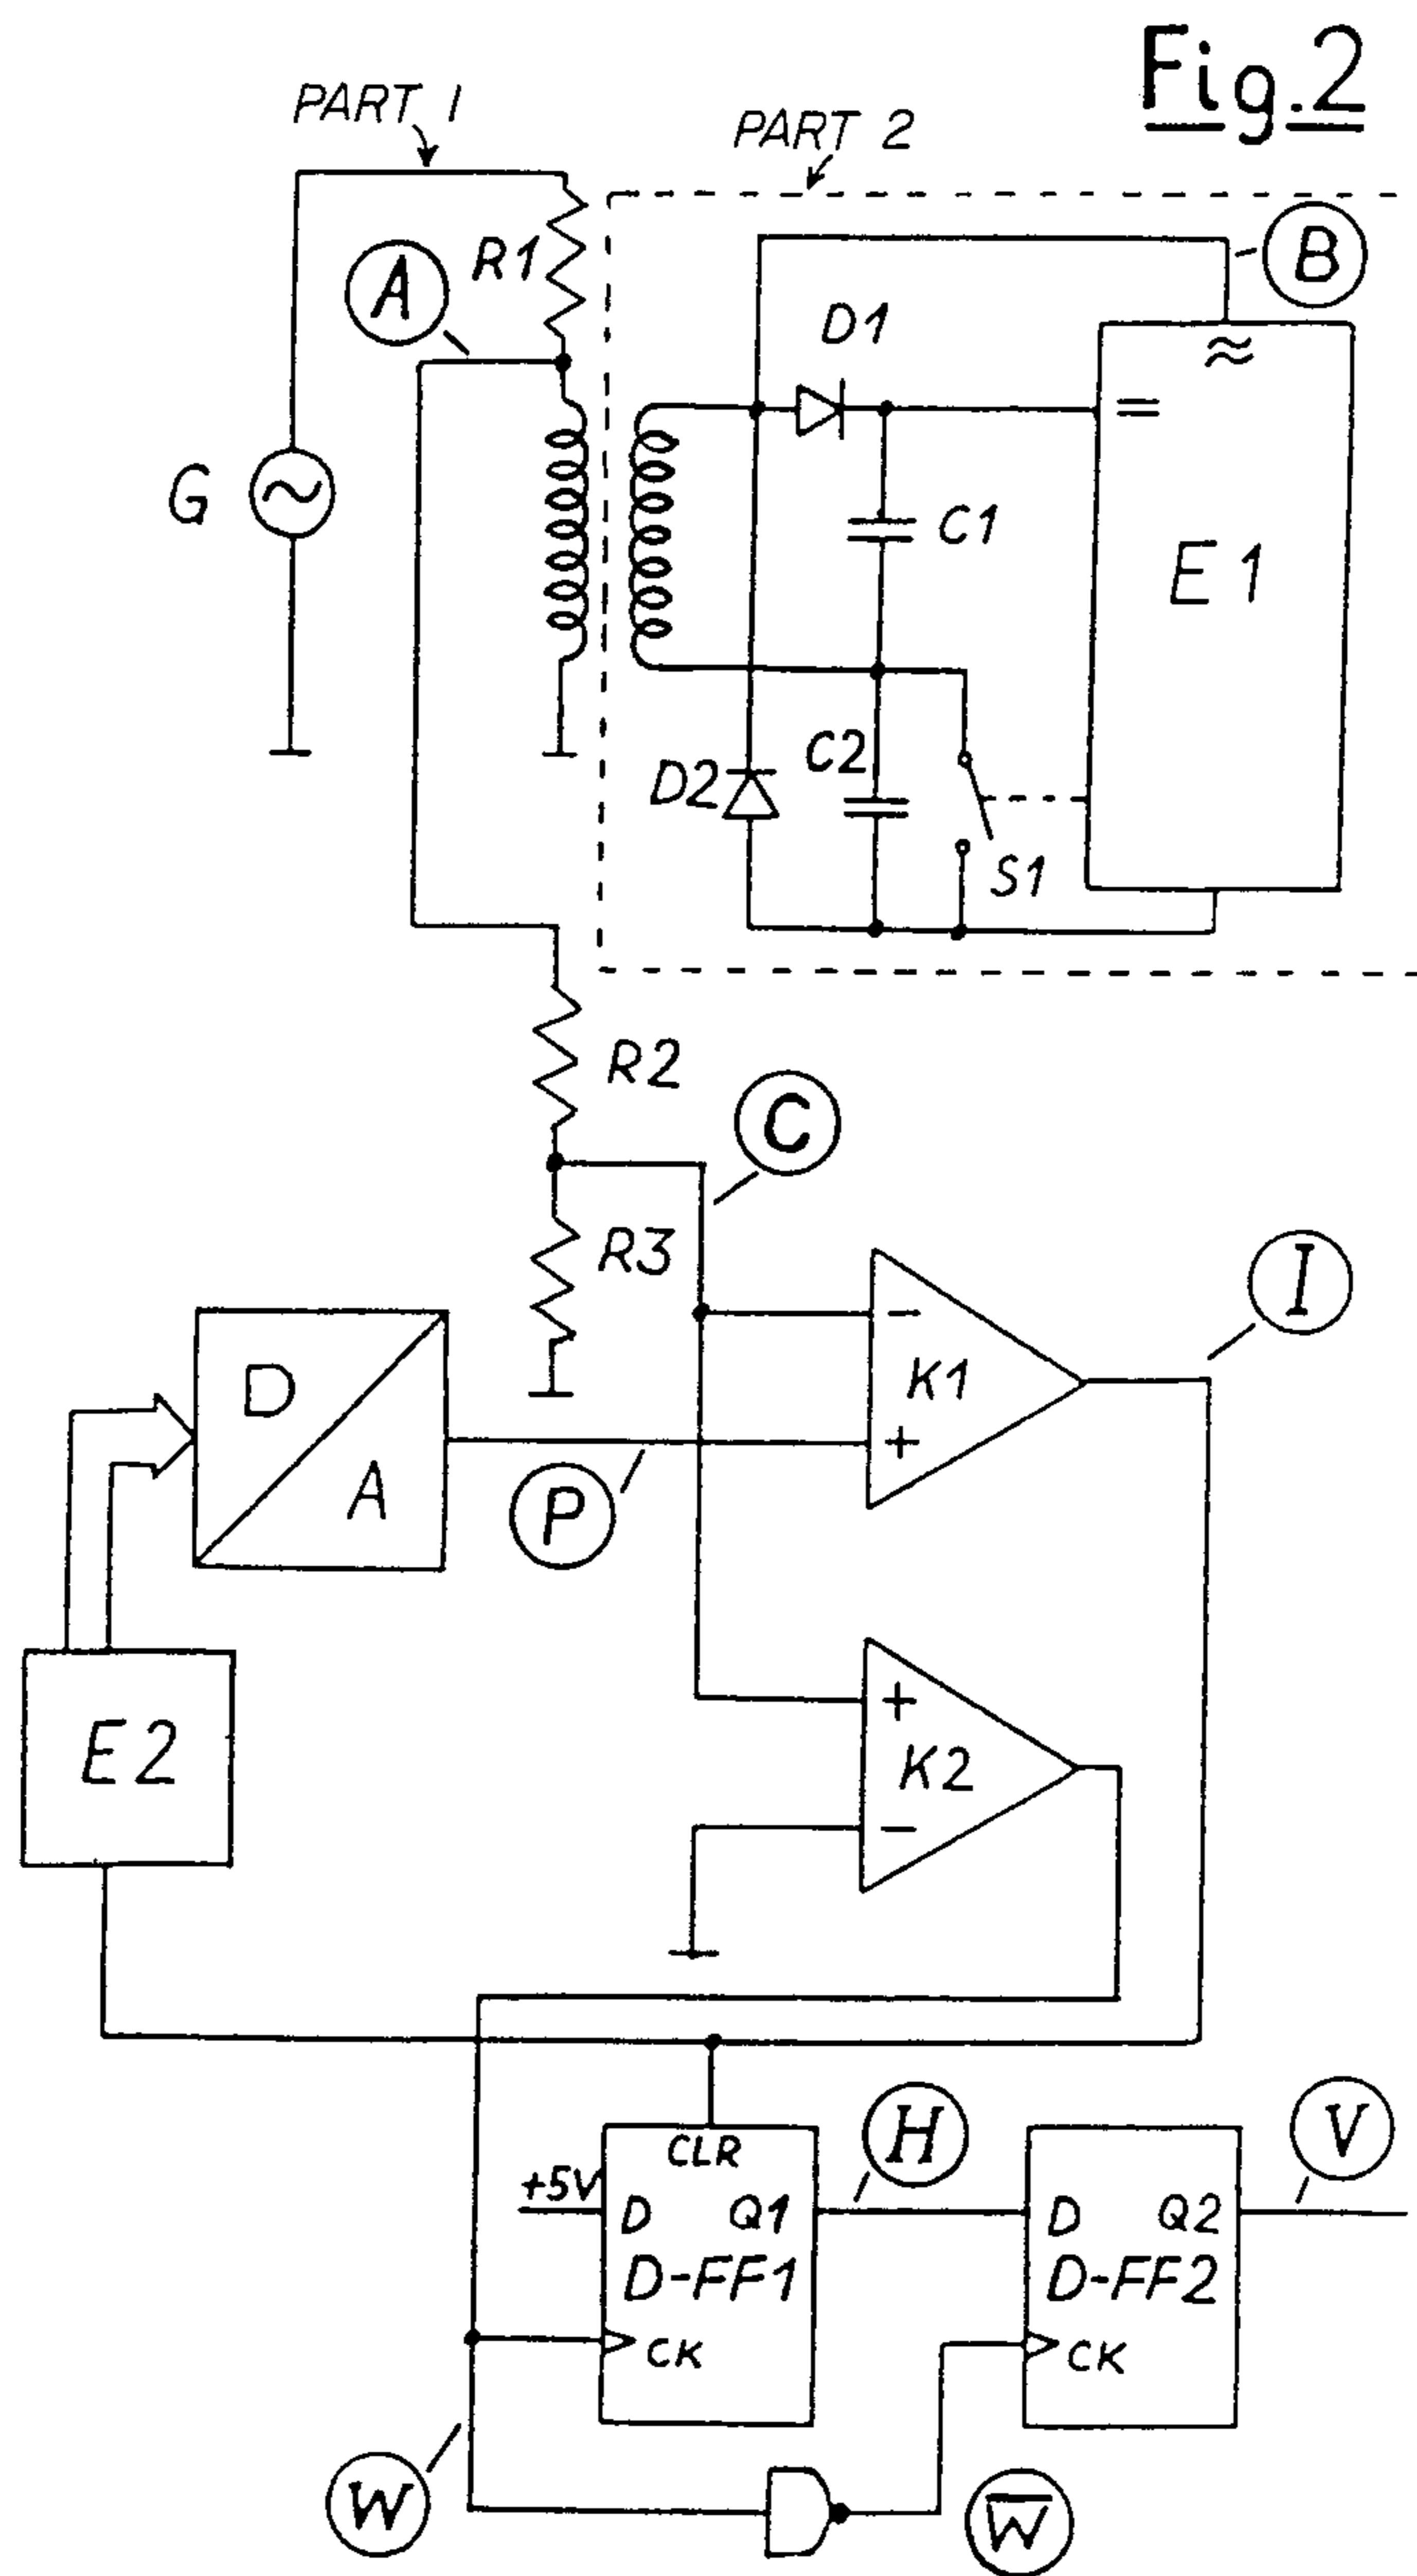 Fig.2
PART 1
PART 2
R1
A
B
D1
=
≈
G
C1
E1
C2
D2
S1
R2
C
R3
I
D
A
−
K1
+
P
E2
+
K2
−
H
V
CLR
+5V
D Q1
D Q2
D-FF1
D-FF2
CK
CK
W
W̅